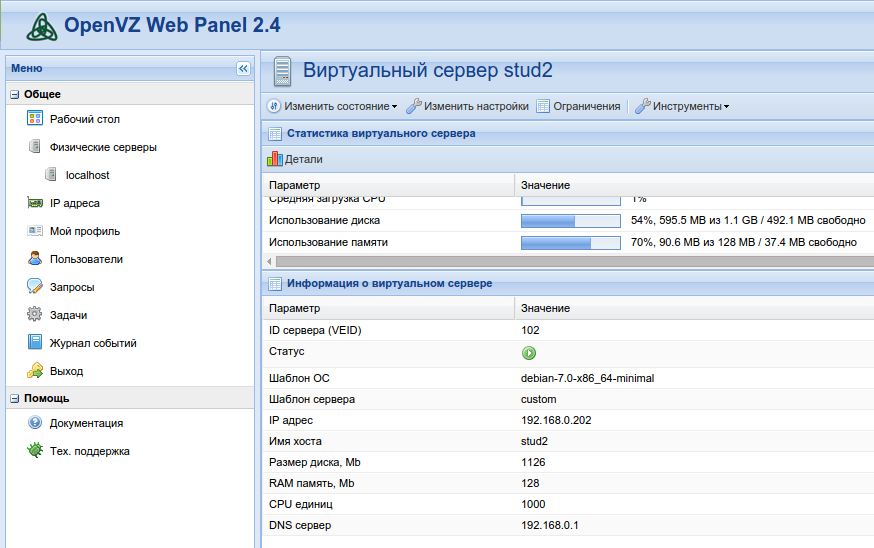 OpenVZ Web Panel 2.4
Меню
Общее
Рабочий стол
Физические серверы
localhost
IP адреса
Мой профиль
Пользователи
Запросы
Задачи
Журнал событий
Выход
Помощь
Документация
Тех. поддержка
Виртуальный сервер stud2
Изменить состояние Изменить настройки Ограничения Инструменты
Статистика виртуального сервера
Детали
Параметр Значение
Средняя загрузка CPU 1%
Использование диска 54%, 595.5 MB из 1.1 GB / 492.1 MB свободно
Использование памяти 70%, 90.6 MB из 128 MB / 37.4 MB свободно
Информация о виртуальном сервере
Параметр Значение
ID сервера (VEID) 102
Статус
Шаблон ОС debian-7.0-x86_64-minimal
Шаблон сервера custom
IP адрес 192.168.0.202
Имя хоста stud2
Размер диска, Mb 1126
RAM память, Mb 128
CPU единиц 1000
DNS сервер 192.168.0.1